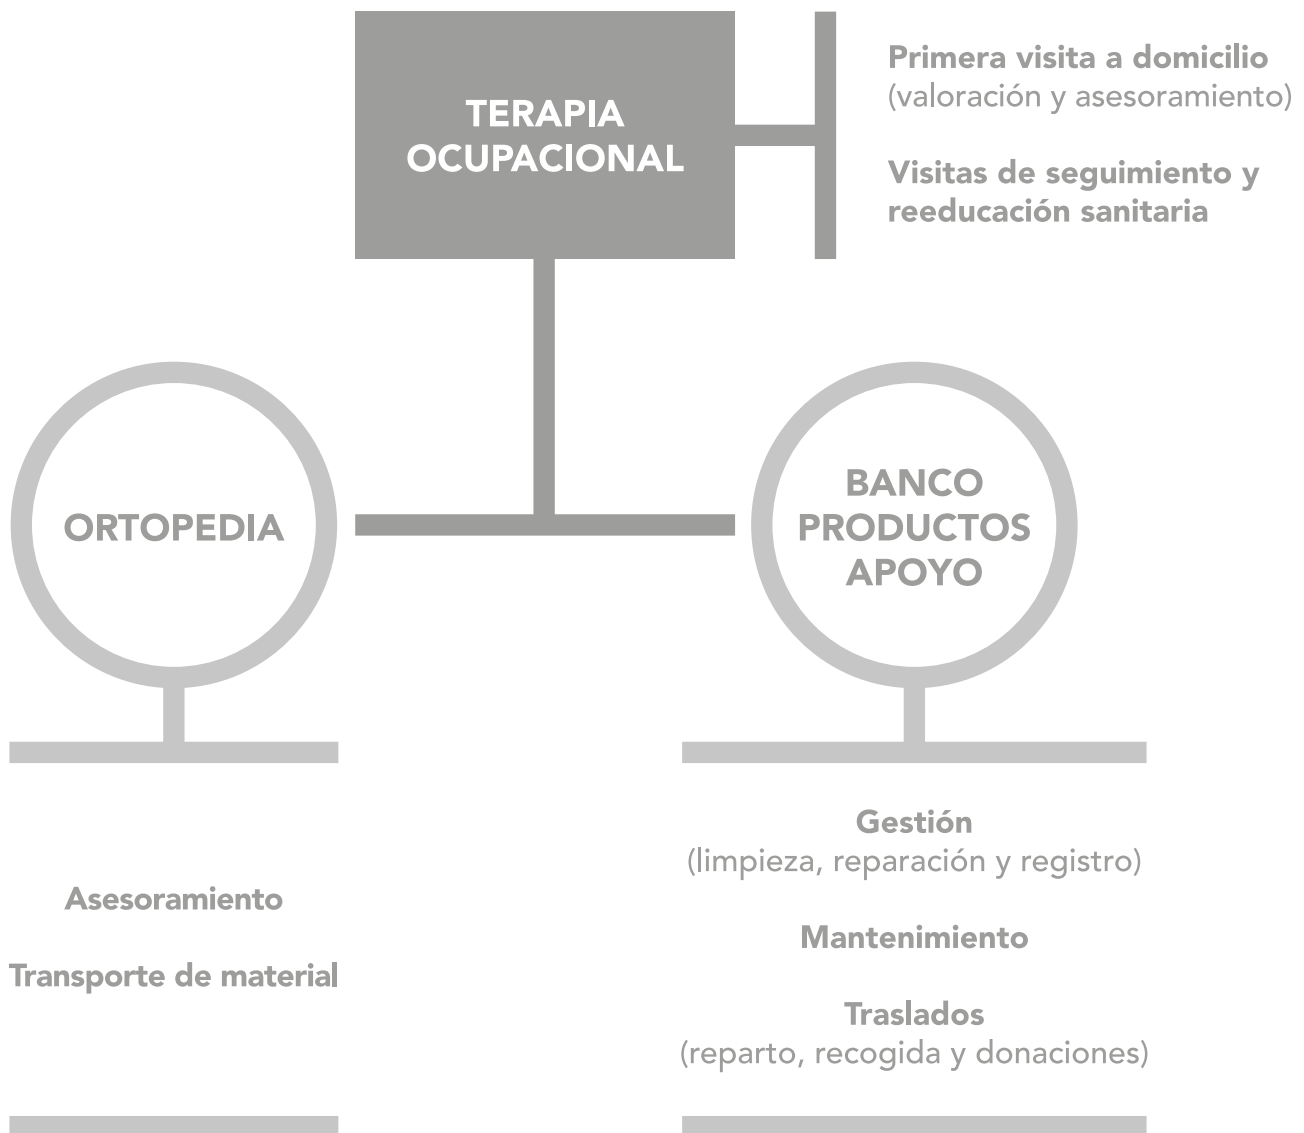 TERAPIA
OCUPACIONAL
Primera visita a domicilio
(valoración y asesoramiento)
Visitas de seguimiento y
reeducación sanitaria
ORTOPEDIA
BANCO
PRODUCTOS
APOYO
Asesoramiento
Transporte de material
Gestión
(limpieza, reparación y registro)
Mantenimiento
Traslados
(reparto, recogida y donaciones)